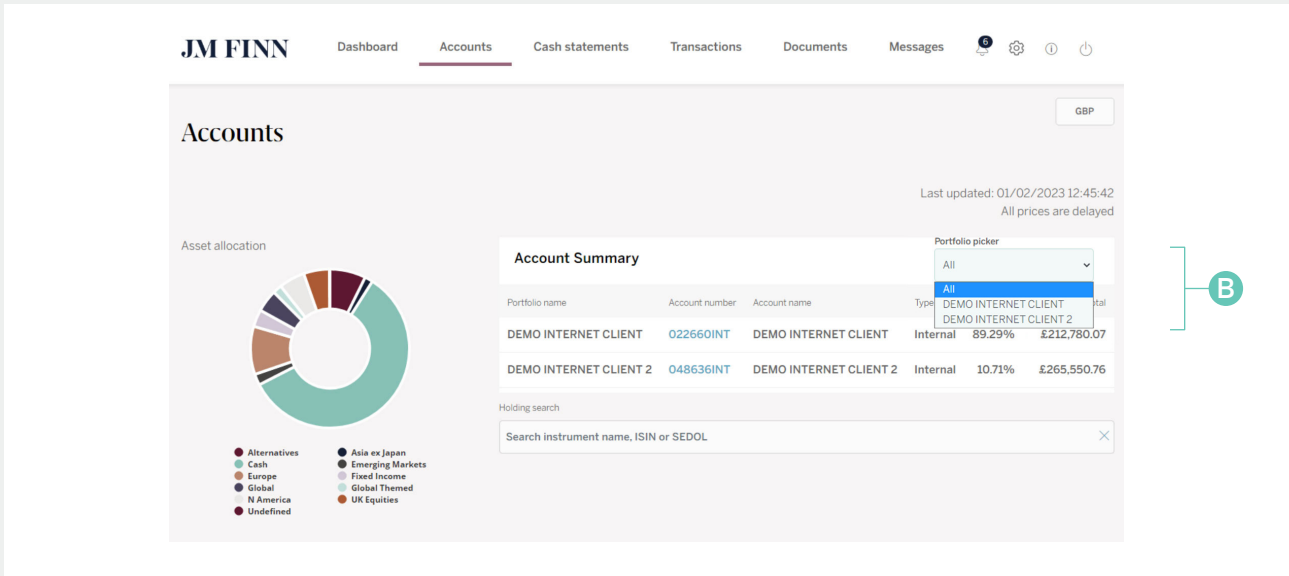 JM FINN
Dashboard
Accounts
Cash statements
Transactions
Documents
Messages
6
GBP
Accounts
Last updated: 01/02/2023 12:45:42
All prices are delayed
Asset allocation
Account Summary
Portfolio picker
All
All
DEMO INTERNET CLIENT
DEMO INTERNET CLIENT 2
B
Portfolio name Account number Account name Type
DEMO INTERNET CLIENT 022660INT DEMO INTERNET CLIENT Internal 89.29% £212,780.07
DEMO INTERNET CLIENT 2 048636INT DEMO INTERNET CLIENT 2 Internal 10.71% £265,550.76
Holding search
Search instrument name, ISIN or SEDOL
Alternatives
Cash
Europe
Global
N America
Undefined
Asia ex Japan
Emerging Markets
Fixed Income
Global Themed
UK Equities